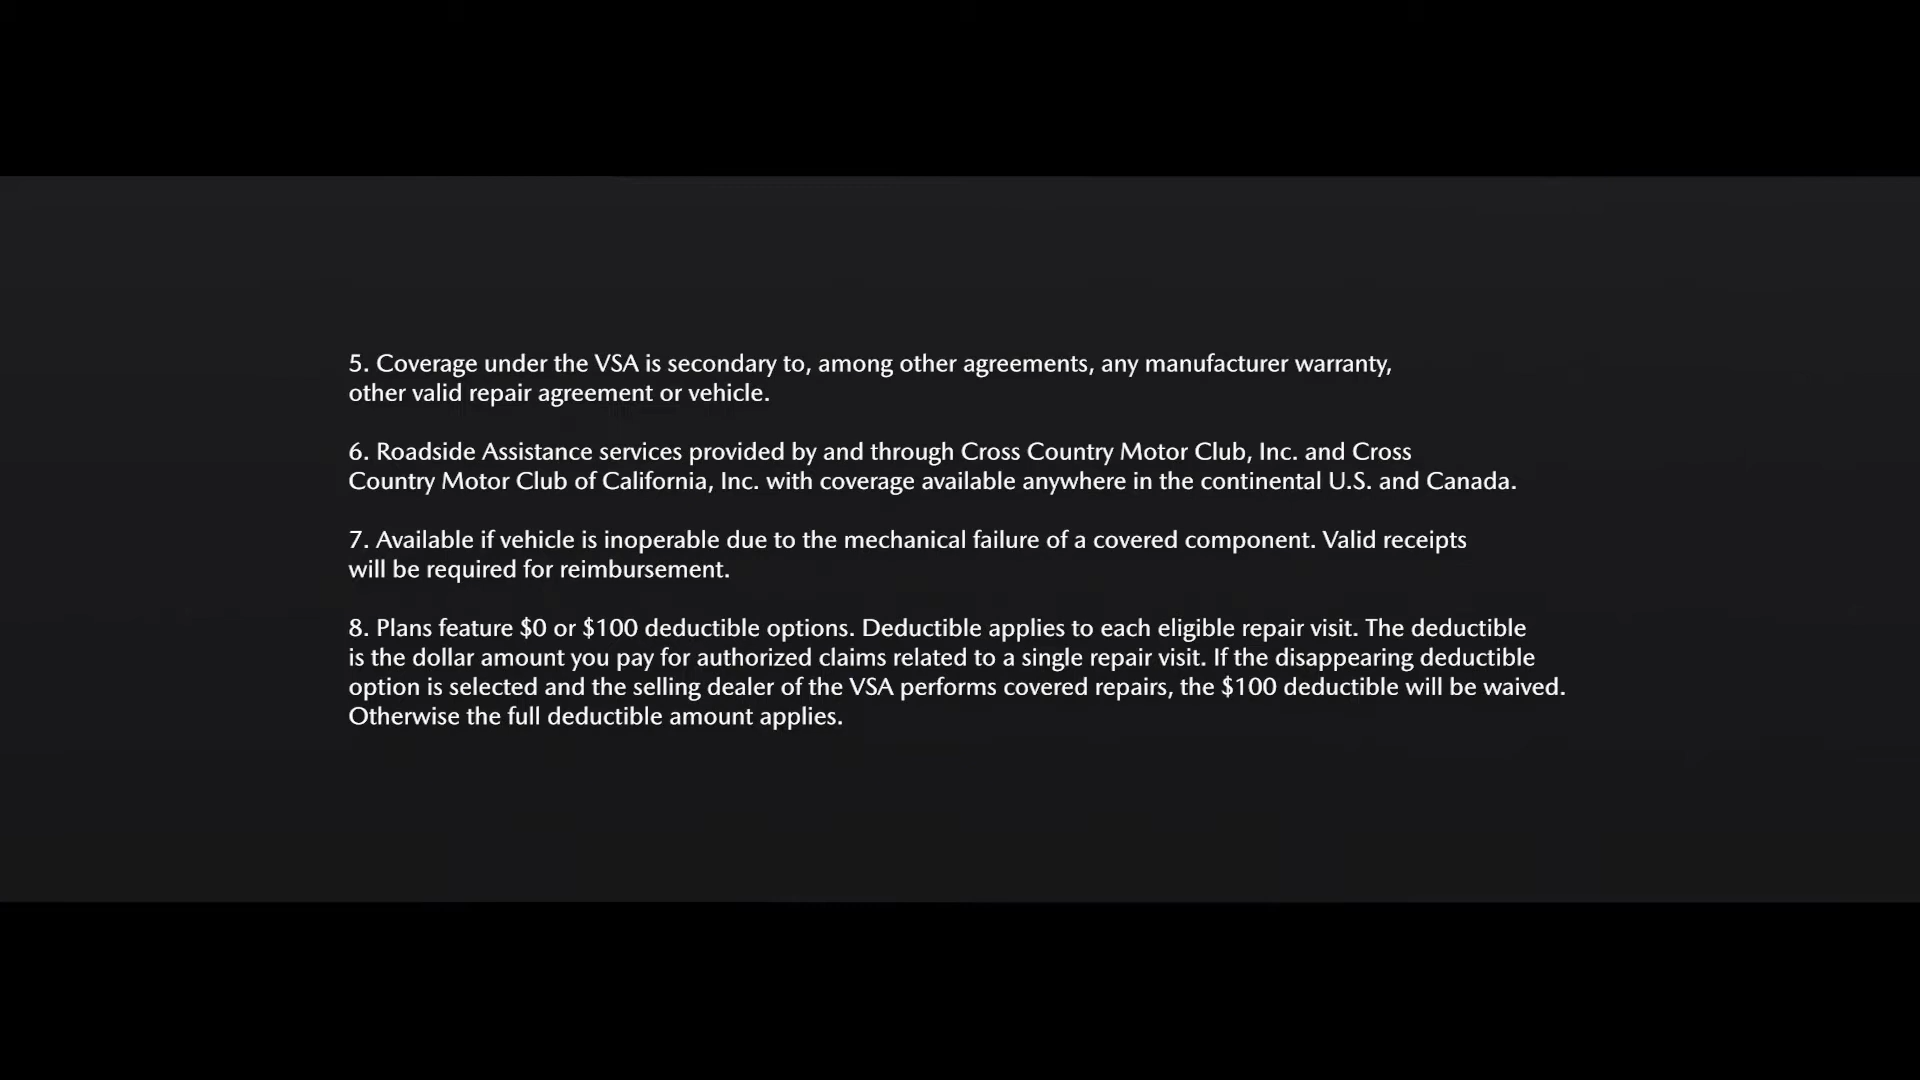 5. Coverage under the VSA is secondary to, among other agreements, any manufacturer warranty,
other valid repair agreement or vehicle.
6. Roadside Assistance services provided by and through Cross Country Motor Club, Inc. and Cross
Country Motor Club of California, Inc. with coverage available anywhere in the continental U.S. and Canada.
7. Available if vehicle is inoperable due to the mechanical failure of a covered component. Valid receipts
will be required for reimbursement.
8. Plans feature $0 or $100 deductible options. Deductible applies to each eligible repair visit. The deductible
is the dollar amount you pay for authorized claims related to a single repair visit. If the disappearing deductible
option is selected and the selling dealer of the VSA performs covered repairs, the $100 deductible will be waived.
Otherwise the full deductible amount applies.